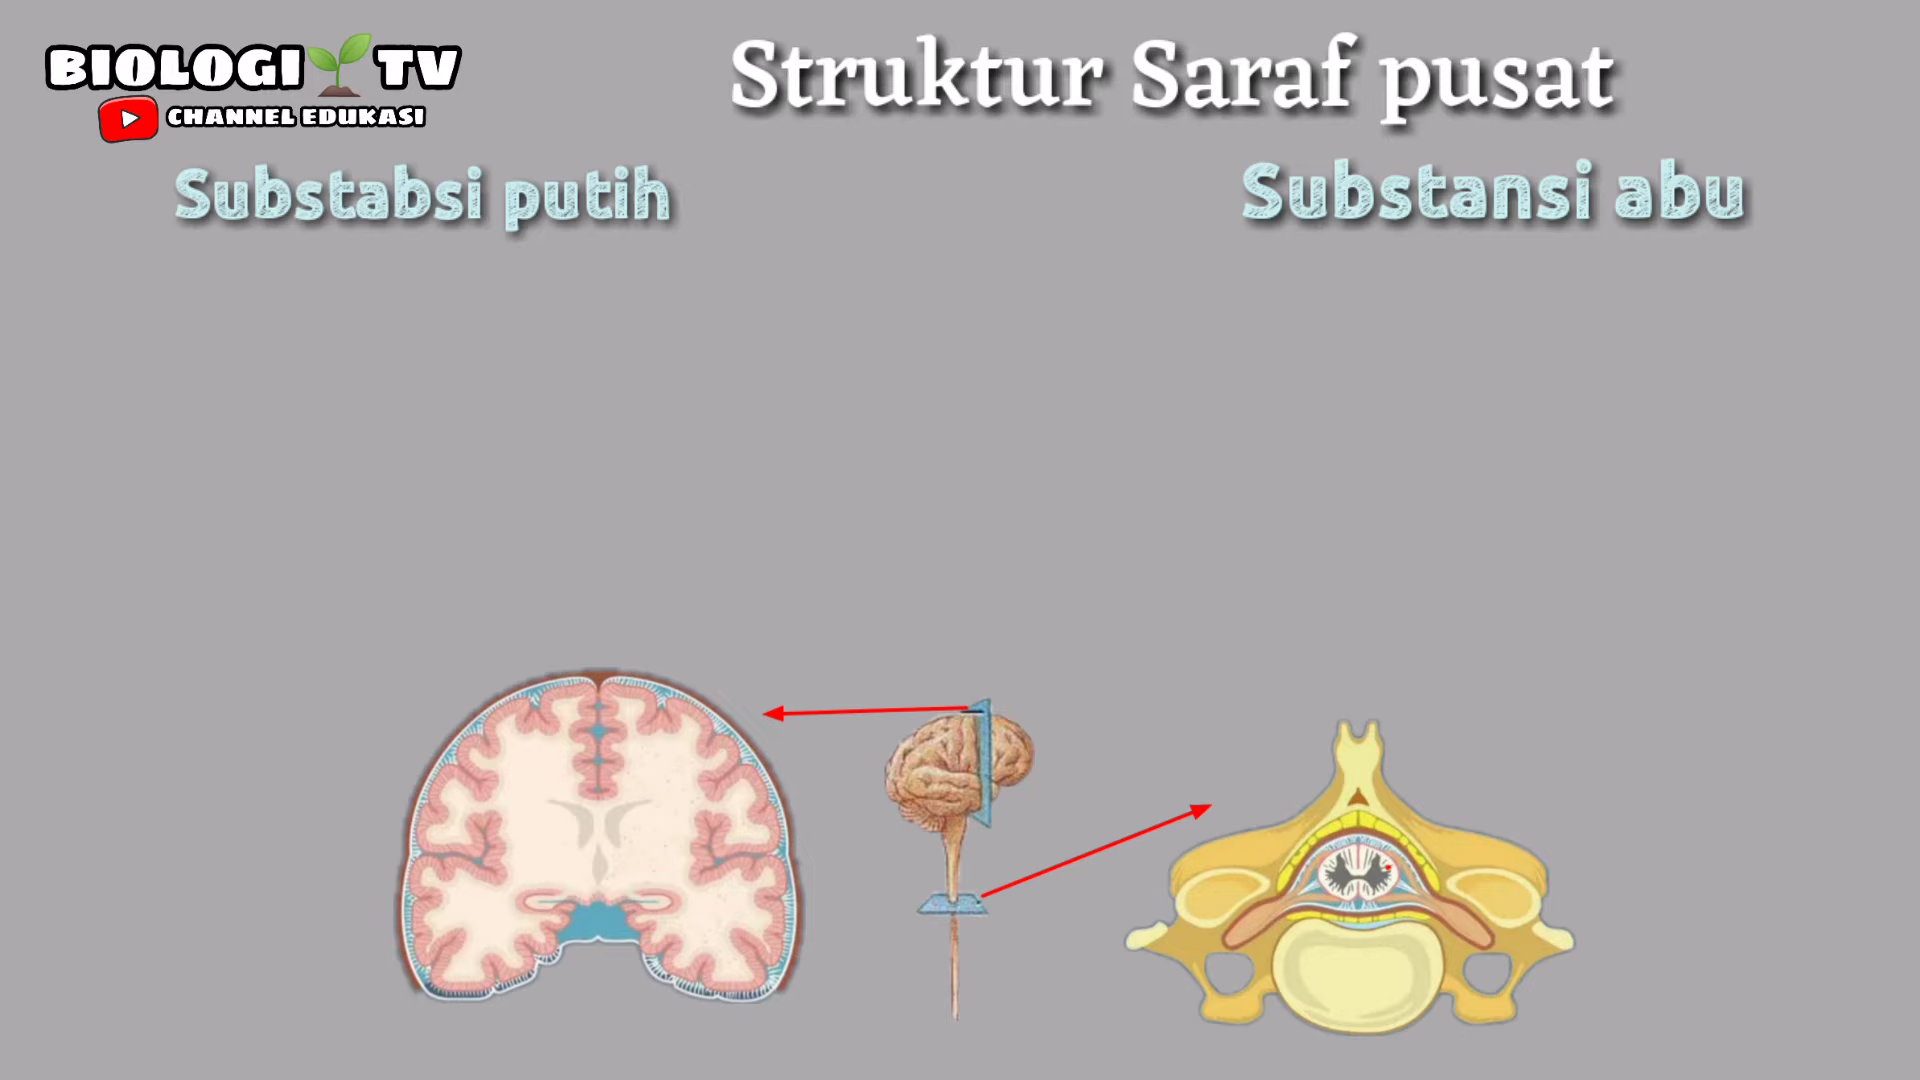 BIOLOGI TV
CHANNEL EDUKASI
Struktur Saraf pusat
Substabsi putih
Substansi abu